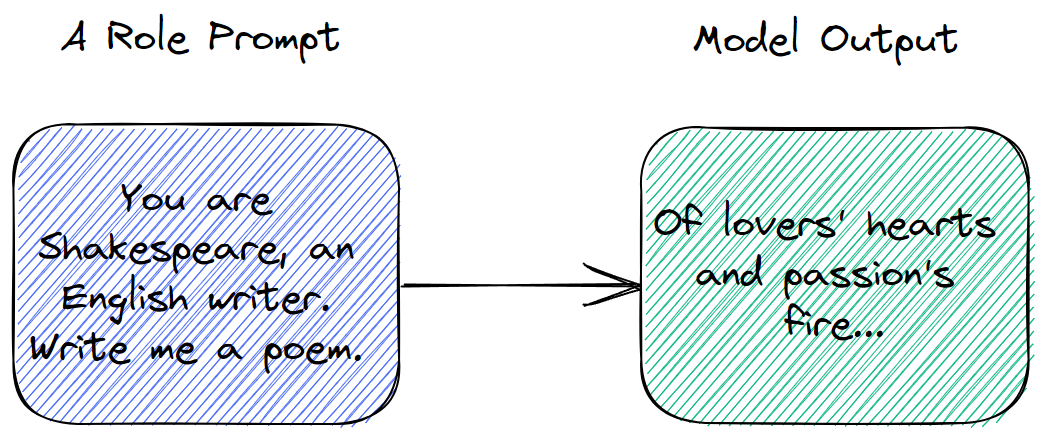 A Role Prompt
Model Output
You are
Shakespeare, an
English writer.
Write me a poem.
Of lovers' hearts
and passion's
fire...